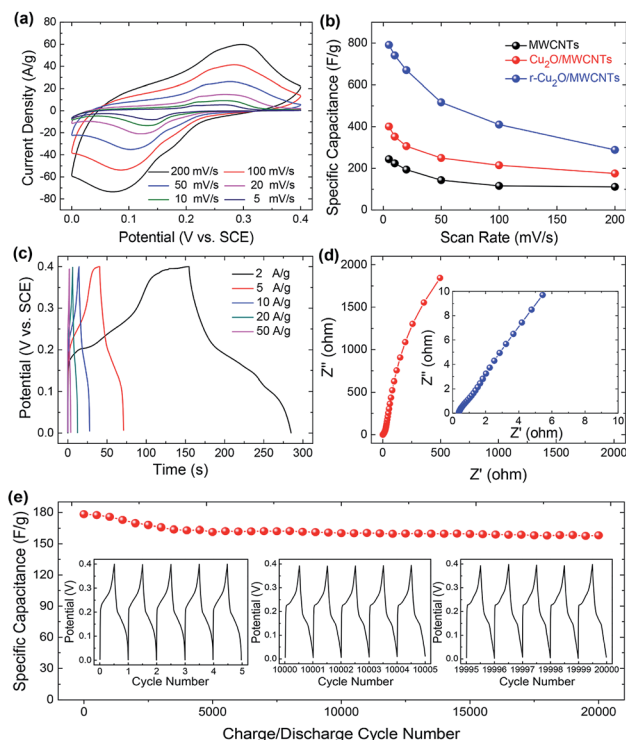 (a)
80
60
40
20
0
-20
-40
-60
-80
Current Density (A/g)
200 mV/s
100 mV/s
50 mV/s
20 mV/s
10 mV/s
5 mV/s
0.0 0.1 0.2 0.3 0.4
Potential (V vs. SCE)
(b)
1000
800
600
400
200
0
Specific Capacitance (F/g)
MWCNTs
Cu₂O/MWCNTs
r-Cu₂O/MWCNTs
0 50 100 150 200
Scan Rate (mV/s)
(c)
0.4
0.3
0.2
0.1
0.0
Potential (V vs. SCE)
2 A/g
5 A/g
10 A/g
20 A/g
50 A/g
0 50 100 150 200 250 300
Time (s)
(d)
2000
1500
1000
500
0
Z'' (ohm)
10
8
6
4
2
0
Z'' (ohm)
0 2 4 6 8 10
Z' (ohm)
0 500 1000 1500 2000
Z' (ohm)
(e)
180
150
120
90
60
30
0
Specific Capacitance (F/g)
0.4
0.3
0.2
0.1
0.0
Potential (V)
0 1 2 3 4 5
Cycle Number
0.4
0.3
0.2
0.1
0.0
Potential (V)
10000 10001 10002 10003 10004 10005
Cycle Number
0.4
0.3
0.2
0.1
0.0
Potential (V)
19995 19996 19997 19998 19999 20000
Cycle Number
0 5000 10000 15000 20000
Charge/Discharge Cycle Number